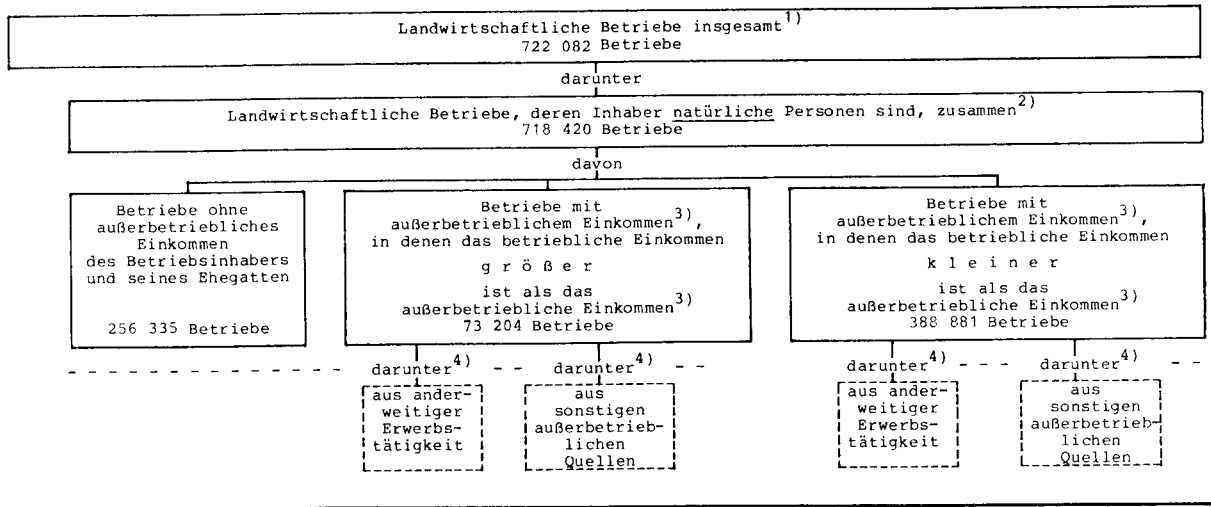 Landwirtschaftliche Betriebe insgesamt1)
722 082 Betriebe
darunter
Landwirtschaftliche Betriebe, deren Inhaber natürliche Personen sind, zusammen2)
718 420 Betriebe
davon
Betriebe ohne
außerbetriebliches
Einkommen
des Betriebsinhabers
und seines Ehegatten
256 335 Betriebe
Betriebe mit
außerbetrieblichem Einkommen3),
in denen das betriebliche Einkommen
g r ö ß e r
ist als das
außerbetriebliche Einkommen3)
73 204 Betriebe
Betriebe mit
außerbetrieblichem Einkommen3),
in denen das betriebliche Einkommen
k l e i n e r
ist als das
außerbetriebliche Einkommen3)
388 881 Betriebe
darunter4)
aus ander-
weitiger
Erwerbs-
tätigkeit
darunter4)
aus
sonstigen
außerbetrieb-
lichen
Quellen
darunter4)
aus ander-
weitiger
Erwerbs-
tätigkeit
darunter4)
aus
sonstigen
außerbetrieb-
lichen
Quellen